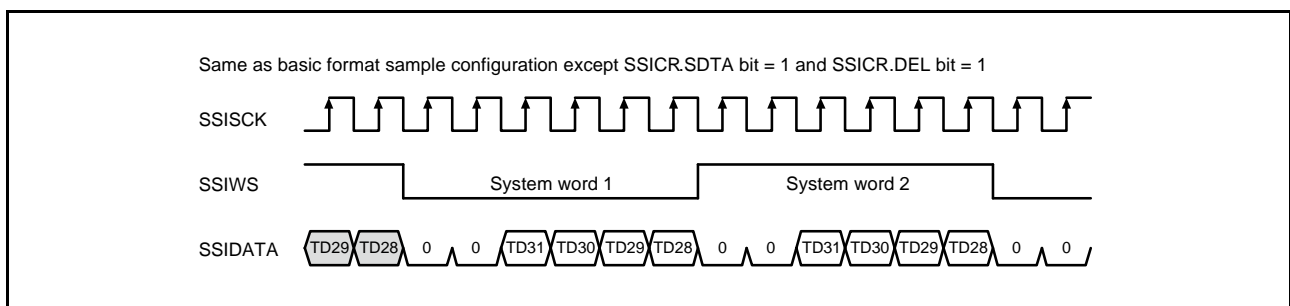 Same as basic format sample configuration except SSICR.SDTA bit = 1 and SSICR.DEL bit = 1
SSISCK
SSIWS System word 1 System word 2
SSIDATA TD29 TD28 0 0 TD31 TD30 TD29 TD28 0 0 TD31 TD30 TD29 TD28 0 0